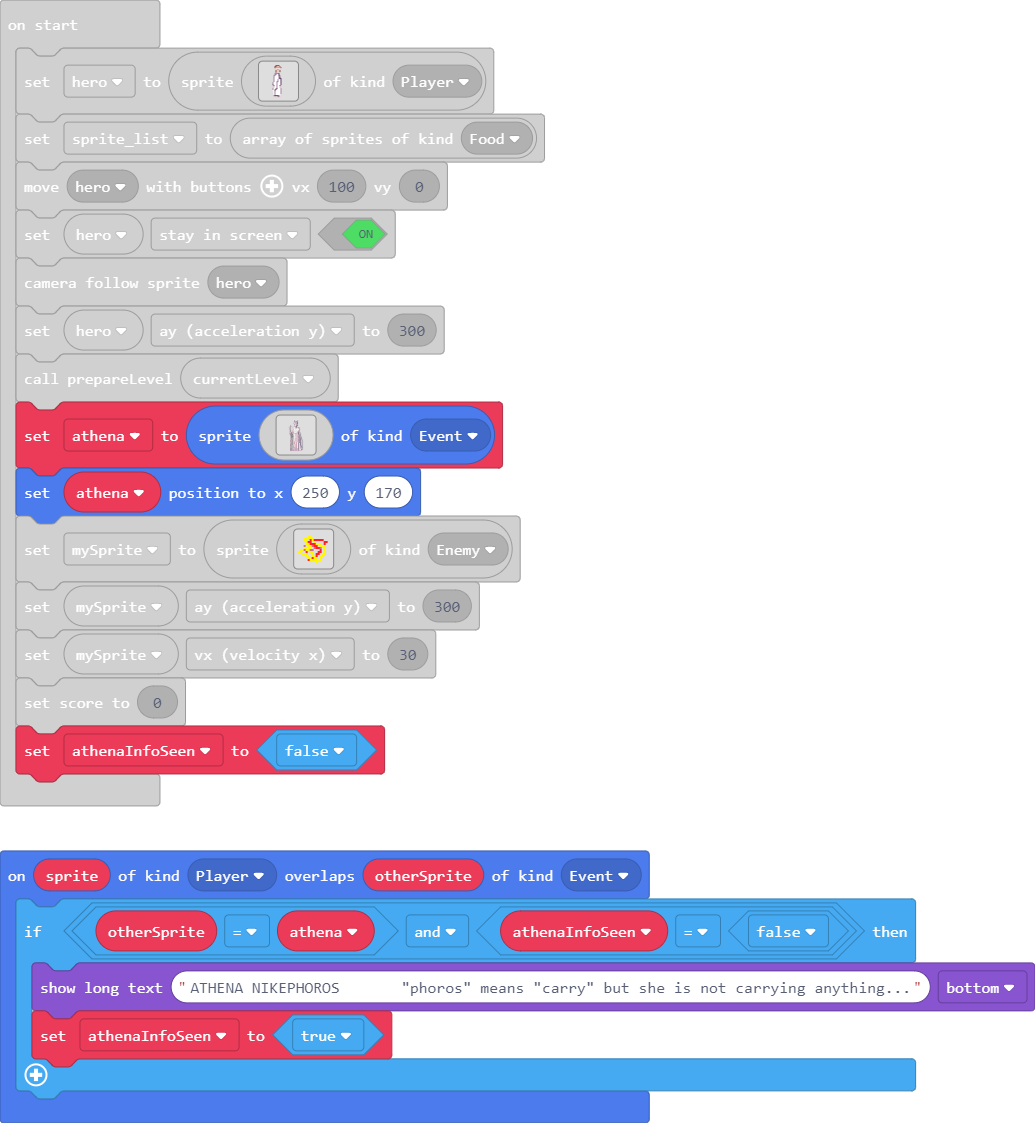 on start
set hero to sprite of kind Player
set sprite_list to array of sprites of kind Food
move hero with buttons vx 100 vy 0
set hero stay in screen ON
camera follow sprite hero
set hero ay (acceleration y) to 300
call prepareLevel currentLevel
set athena to sprite of kind Event
set athena position to x 250 y 170
set mySprite to sprite of kind Enemy
set mySprite ay (acceleration y) to 300
set mySprite vx (velocity x) to 30
set score to 0
set athenaInfoSeen to false
on sprite of kind Player overlaps otherSprite of kind Event
if otherSprite = athena and athenaInfoSeen = false then
show long text "ATHENA NIKEPHOROS "phoros" means "carry" but she is not carrying anything..." bottom
set athenaInfoSeen to true